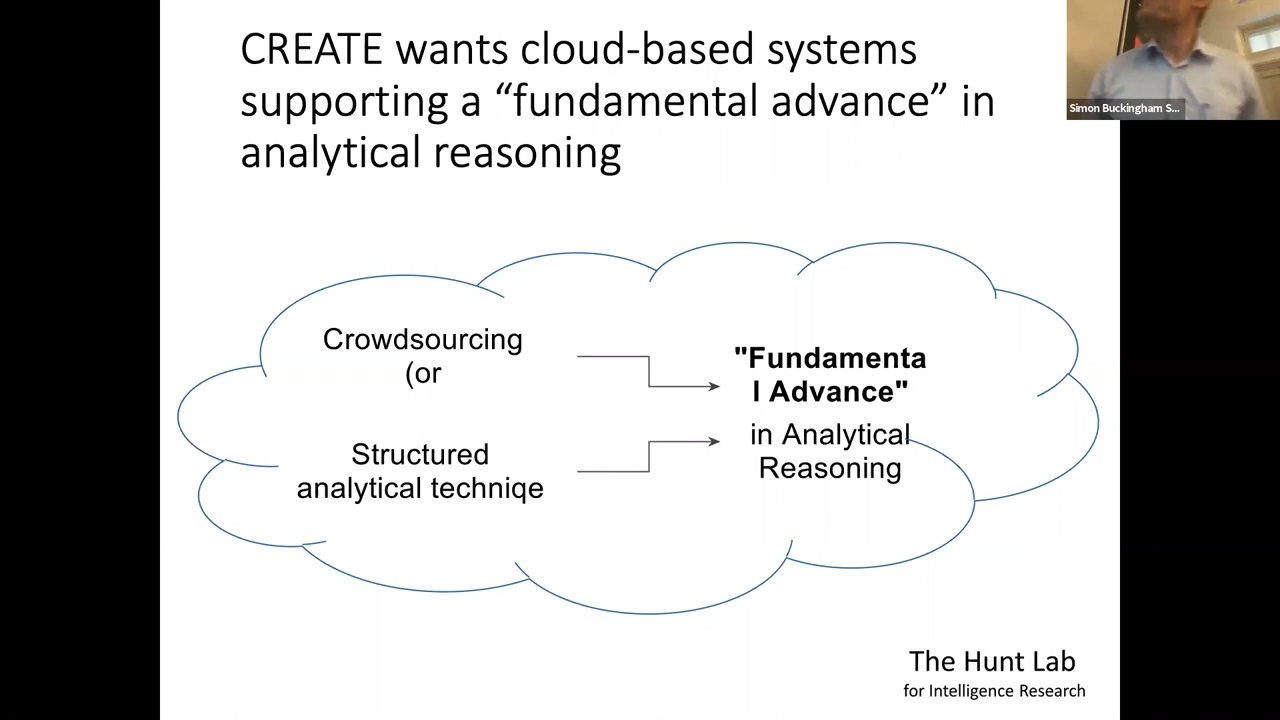 CREATE wants cloud-based systems
supporting a “fundamental advance” in
analytical reasoning
Simon Buckingham S...
Crowdsourcing
(or
Structured
analytical techniqe
"Fundamenta
l Advance"
in Analytical
Reasoning
The Hunt Lab
for Intelligence Research